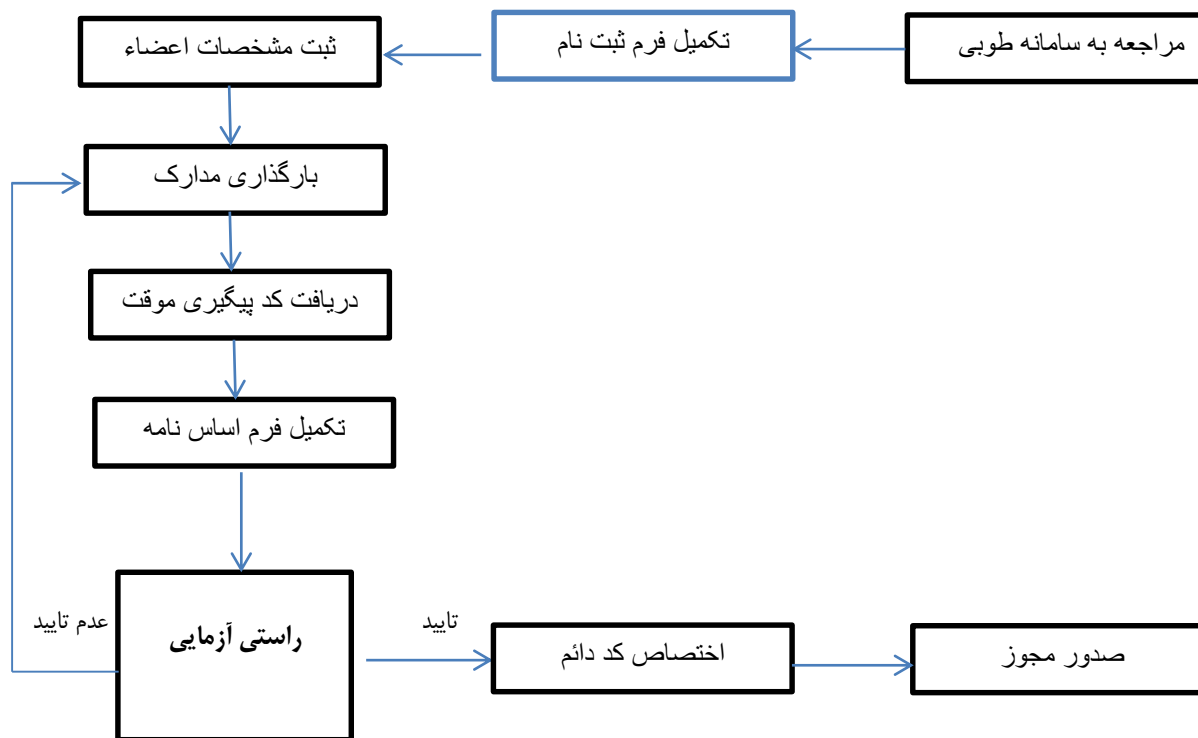 مراجعه به سامانه طوبی
تکمیل فرم ثبت نام
ثبت مشخصات اعضاء
بارگذاری مدارک
دریافت کد پیگیری موقت
تکمیل فرم اساس نامه
راستی آزمایی
عدم تایید
تایید
اختصاص کد دائم
صدور مجوز